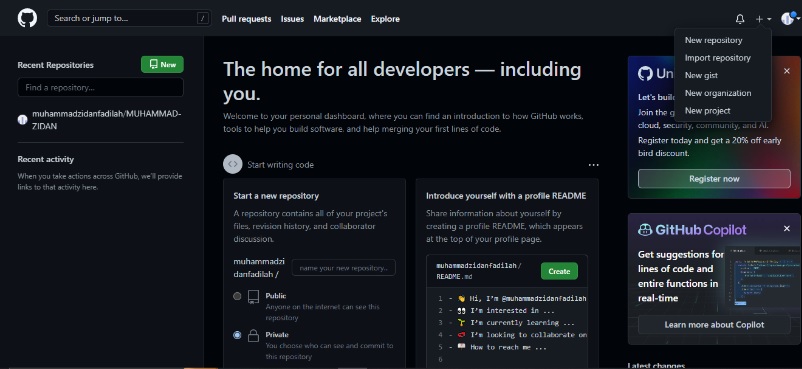 Search or jump to...
/
Pull requests
Issues
Marketplace
Explore
New repository
Import repository
New gist
New organization
New project
Recent Repositories
New
Find a repository...
muhammadzidanfadilah/MUHAMMAD-
ZIDAN
Recent activity
When you take actions across GitHub, we'll provide
links to that activity here.
The home for all developers — including
you.
Welcome to your personal dashboard, where you can find an introduction to how GitHub works,
tools to help you build software, and help merging your first lines of code.
Start writing code
Start a new repository
A repository contains all of your project's
files, revision history, and collaborator
discussion.
muhammadzi
danfadilah /
name your new repository...
Public
Anyone on the internet can see this
repository
Private
You choose who can see and commit to
this repository
Introduce yourself with a profile README
Share information about yourself by
creating a profile README, which appears
at the top of your profile page.
muhammadzidanfadilah/
README.md
Create
1 - 👋 Hi, I'm @muhammadzidanfadilah
2 - 👀 I'm interested in ...
3 - 🌱 I'm currently learning ...
4 - 💞️ I'm looking to collaborate on
5 - 📫 How to reach me ...
6
Un
Let's buil
Join the g
cloud, security, community, and AI.
Register today and get a 20% off early
bird discount.
Register now
GitHub Copilot
Get suggestions for
lines of code and
entire functions in
real-time
Learn more about Copilot
Latest changes